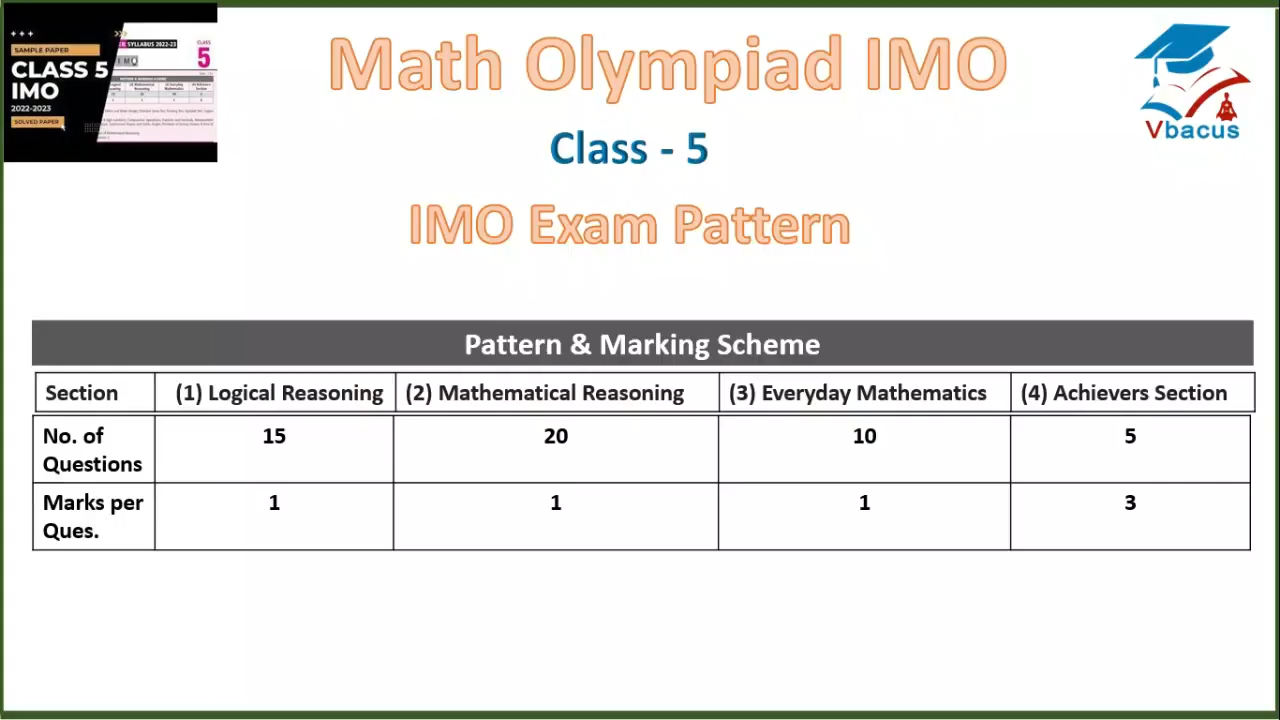 SAMPLE PAPER
CLASS 5
IMO
2022-2023
SOLVED PAPER
SYLLABUS 2022-23
CLASS
5
IMO
Math Olympiad IMO
Class - 5
IMO Exam Pattern
Vbacus
Pattern & Marking Scheme
Section (1) Logical Reasoning (2) Mathematical Reasoning (3) Everyday Mathematics (4) Achievers Section
No. of Questions 15 20 10 5
Marks per Ques. 1 1 1 3